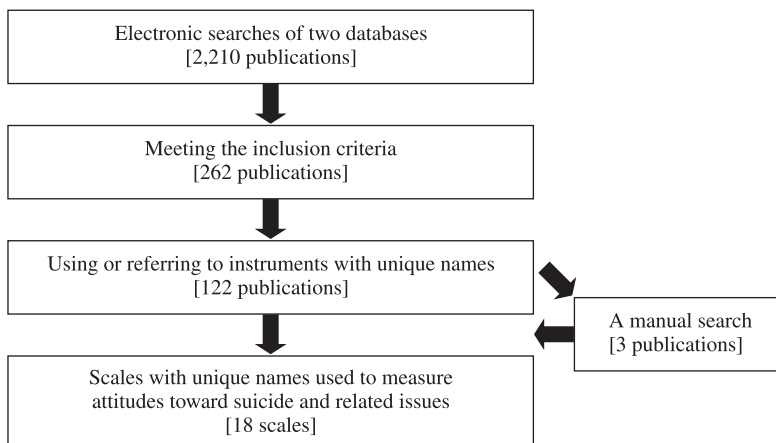 Electronic searches of two databases
[2,210 publications]
Meeting the inclusion criteria
[262 publications]
Using or referring to instruments with unique names
[122 publications]
A manual search
[3 publications]
Scales with unique names used to measure
attitudes toward suicide and related issues
[18 scales]